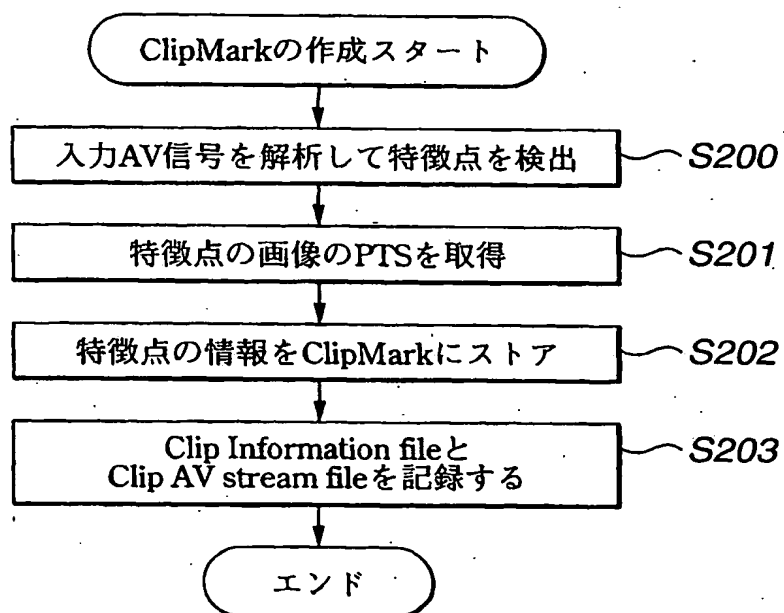 ClipMarkの作成スタート
入力AV信号を解析して特徴点を検出
S200
特徴点の画像のPTSを取得
S201
特徴点の情報をClipMarkにストア
S202
Clip Information fileと
Clip AV stream fileを記録する
S203
エンド